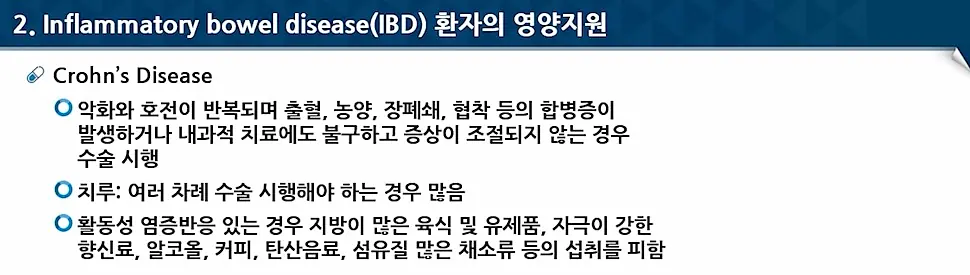 2. Inflammatory bowel disease(IBD) 환자의 영양지원
Crohn's Disease
악화와 호전이 반복되며 출혈, 농양, 장폐쇄, 협착 등의 합병증이
발생하거나 내과적 치료에도 불구하고 증상이 조절되지 않는 경우
수술 시행
치루: 여러 차례 수술 시행해야 하는 경우 많음
활동성 염증반응 있는 경우 지방이 많은 육식 및 유제품, 자극이 강한
향신료, 알코올, 커피, 탄산음료, 섬유질 많은 채소류 등의 섭취를 피함